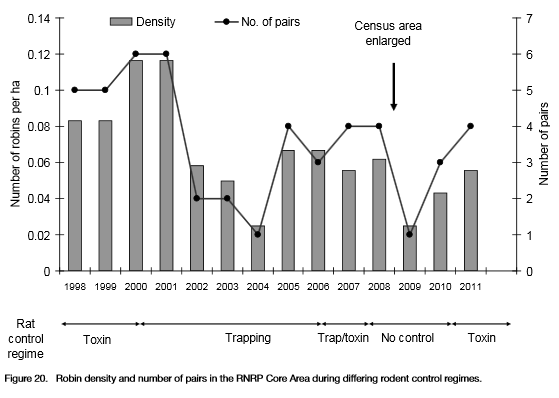 Density No. of pairs
Census area
enlarged
Number of robins per ha
0.14
0.12
0.1
0.08
0.06
0.04
0.02
0
7
6
5
4
3
2
1
0
Number of pairs
1998 1999 2000 2001 2002 2003 2004 2005 2006 2007 2008 2009 2010 2011
Rat
control
regime
Toxin Trapping Trap/toxin No control Toxin
Figure 20. Robin density and number of pairs in the RNRP Core Area during differing rodent control regimes.